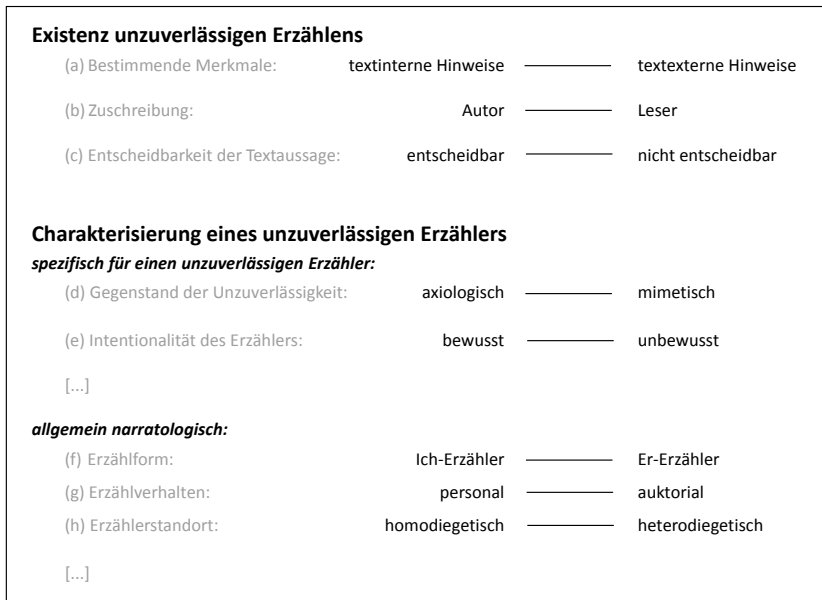 Existenz unzuverlässigen Erzählens
(a) Bestimmende Merkmale: textinterne Hinweise textexterne Hinweise
(b) Zuschreibung: Autor Leser
(c) Entscheidbarkeit der Textaussage: entscheidbar nicht entscheidbar
Charakterisierung eines unzuverlässigen Erzählers
spezifisch für einen unzuverlässigen Erzähler:
(d) Gegenstand der Unzuverlässigkeit: axiologisch mimetisch
(e) Intentionalität des Erzählers: bewusst unbewusst
[...]
allgemein narratologisch:
(f) Erzählform: Ich-Erzähler Er-Erzähler
(g) Erzählverhalten: personal auktorial
(h) Erzählerstandort: homodiegetisch heterodiegetisch
[...]